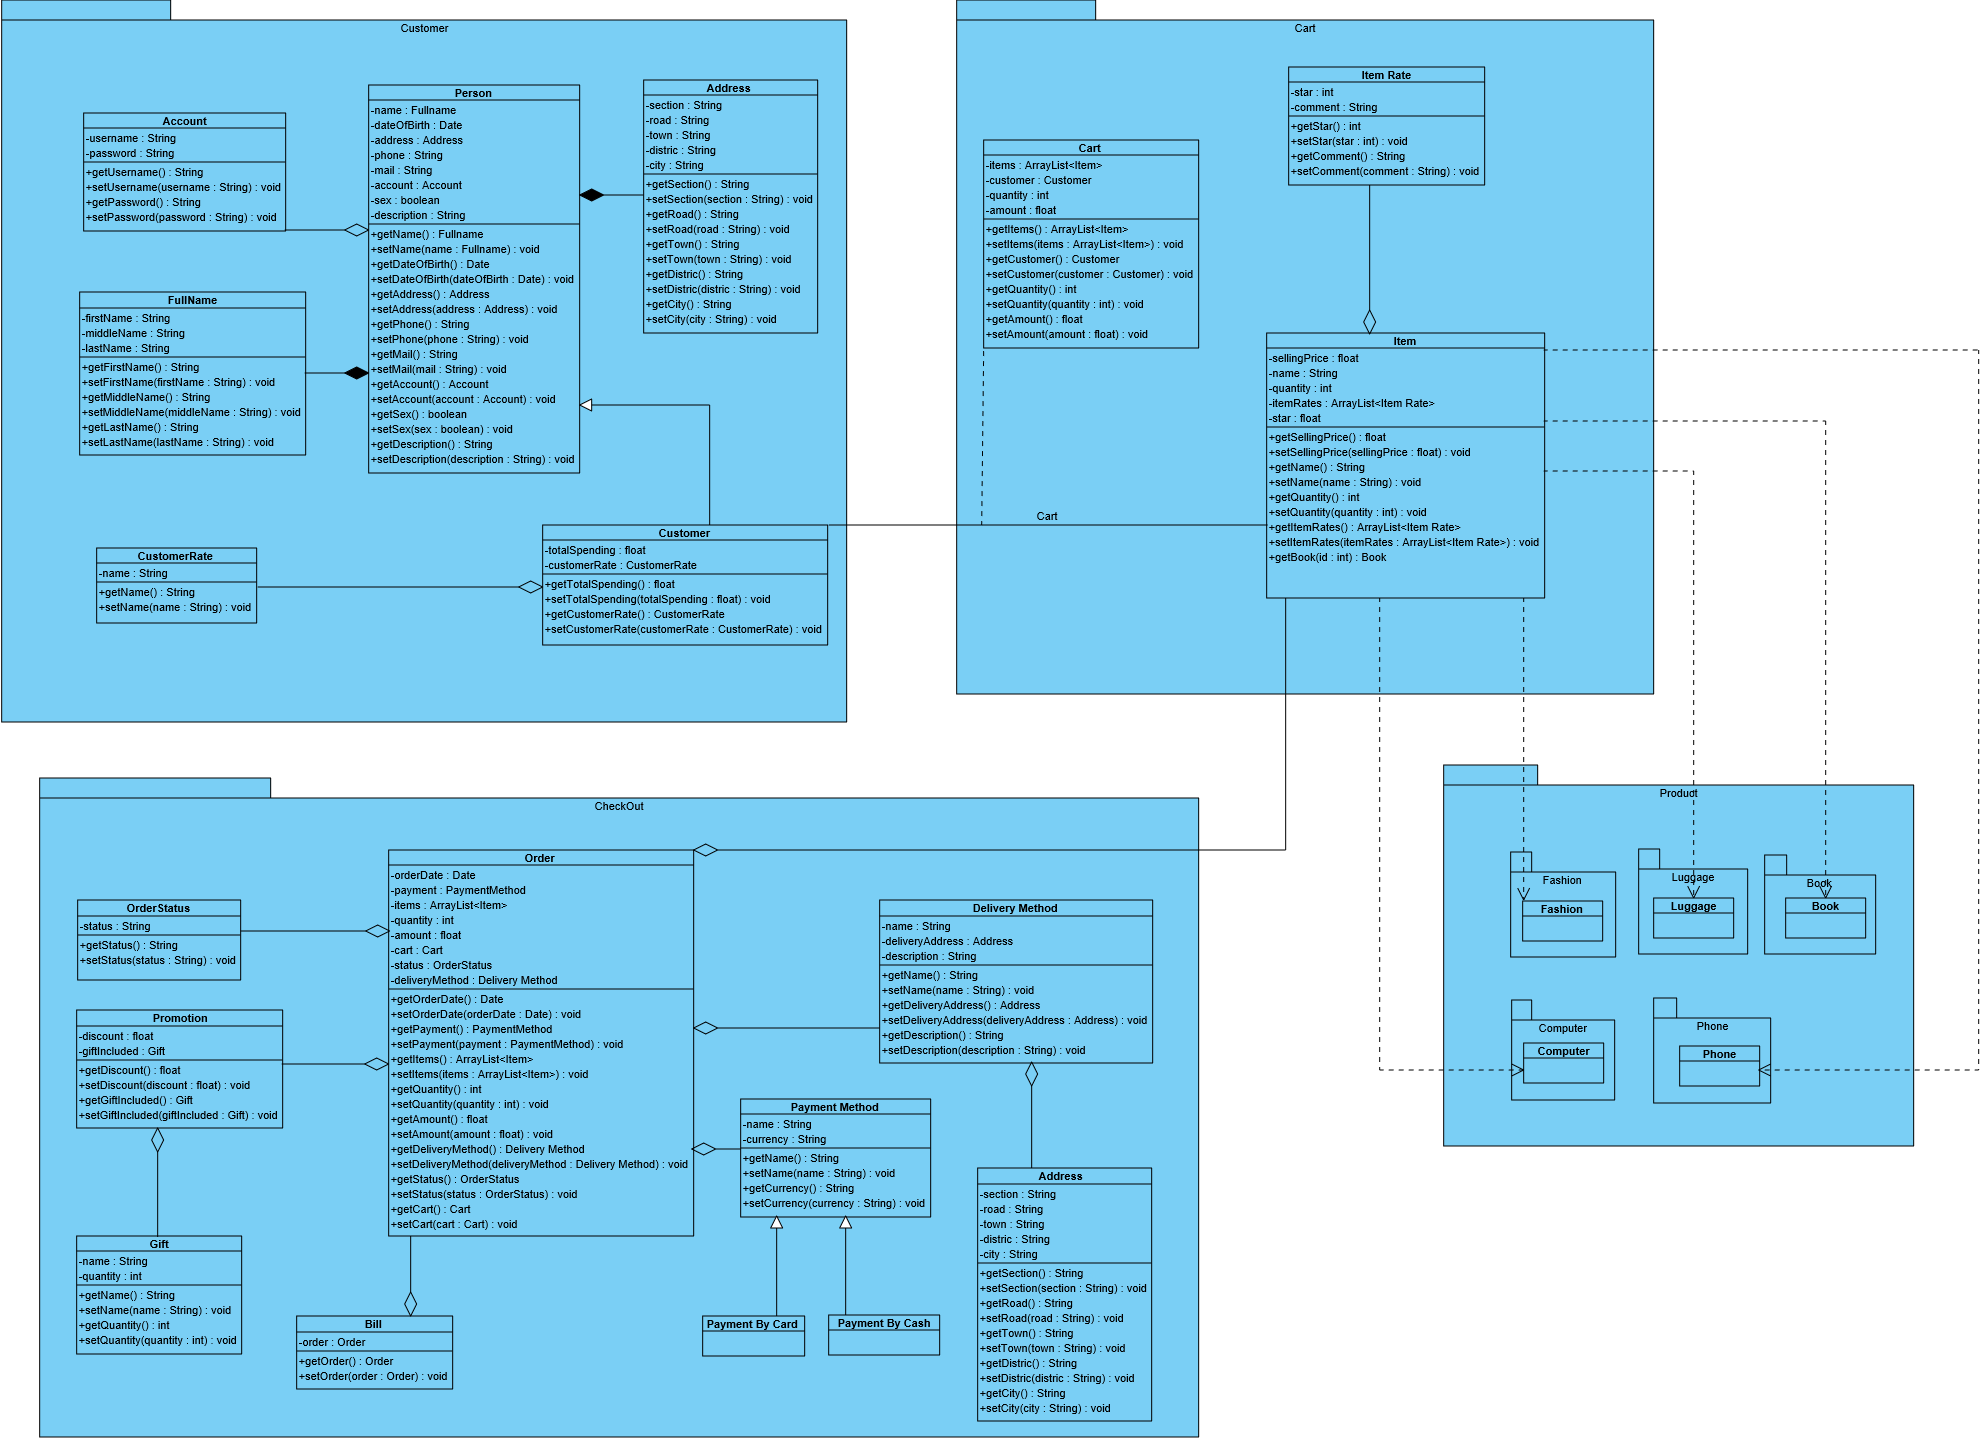 Customer
Account
-username : String
-password : String
+getUsername() : String
+setUsername(username : String) : void
+getPassword() : String
+setPassword(password : String) : void
FullName
-firstName : String
-middleName : String
-lastName : String
+getFirstName() : String
+setFirstName(firstName : String) : void
+getMiddleName() : String
+setMiddleName(middleName : String) : void
+getLastName() : String
+setLastName(lastName : String) : void
Person
-name : Fullname
-dateOfBirth : Date
-address : Address
-phone : String
-mail : String
-account : Account
-sex : boolean
-description : String
+getName() : Fullname
+setName(name : Fullname) : void
+getDateOfBirth() : Date
+setDateOfBirth(dateOfBirth : Date) : void
+getAddress() : Address
+setAddress(address : Address) : void
+getPhone() : String
+setPhone(phone : String) : void
+getMail() : String
+setMail(mail : String) : void
+getAccount() : Account
+setAccount(account : Account) : void
+getSex() : boolean
+setSex(sex : boolean) : void
+getDescription() : String
+setDescription(description : String) : void
Address
-section : String
-road : String
-town : String
-distric : String
-city : String
+getSection() : String
+setSection(section : String) : void
+getRoad() : String
+setRoad(road : String) : void
+getTown() : String
+setTown(town : String) : void
+getDistric() : String
+setDistric(distric : String) : void
+getCity() : String
+setCity(city : String) : void
CustomerRate
-name : String
+getName() : String
+setName(name : String) : void
Customer
-totalSpending : float
-customerRate : CustomerRate
+getTotalSpending() : float
+setTotalSpending(totalSpending : float) : void
+getCustomerRate() : CustomerRate
+setCustomerRate(customerRate : CustomerRate) : void
Cart
Cart
-items : ArrayList<Item>
-customer : Customer
-quantity : int
-amount : float
+getItems() : ArrayList<Item>
+setItems(items : ArrayList<Item>) : void
+getCustomer() : Customer
+setCustomer(customer : Customer) : void
+getQuantity() : int
+setQuantity(quantity : int) : void
+getAmount() : float
+setAmount(amount : float) : void
Item Rate
-star : int
-comment : String
+getStar() : int
+setStar(star : int) : void
+getComment() : String
+setComment(comment : String) : void
Item
-sellingPrice : float
-name : String
-quantity : int
-itemRates : ArrayList<Item Rate>
-star : float
+getSellingPrice() : float
+setSellingPrice(sellingPrice : float) : void
+getName() : String
+setName(name : String) : void
+getQuantity() : int
+setQuantity(quantity : int) : void
+getItemRates() : ArrayList<Item Rate>
+setItemRates(itemRates : ArrayList<Item Rate>) : void
+getBook(id : int) : Book
Cart
CheckOut
OrderStatus
-status : String
+getStatus() : String
+setStatus(status : String) : void
Promotion
-discount : float
-giftIncluded : Gift
+getDiscount() : float
+setDiscount(discount : float) : void
+getGiftIncluded() : Gift
+setGiftIncluded(giftIncluded : Gift) : void
Gift
-name : String
-quantity : int
+getName() : String
+setName(name : String) : void
+getQuantity() : int
+setQuantity(quantity : int) : void
Order
-orderDate : Date
-payment : PaymentMethod
-items : ArrayList<Item>
-quantity : int
-amount : float
-cart : Cart
-status : OrderStatus
-deliveryMethod : Delivery Method
+getOrderDate() : Date
+setOrderDate(orderDate : Date) : void
+getPayment() : PaymentMethod
+setPayment(payment : PaymentMethod) : void
+getItems() : ArrayList<Item>
+setItems(items : ArrayList<Item>) : void
+getQuantity() : int
+setQuantity(quantity : int) : void
+getAmount() : float
+setAmount(amount : float) : void
+getDeliveryMethod() : Delivery Method
+setDeliveryMethod(deliveryMethod : Delivery Method) : void
+getStatus() : OrderStatus
+setStatus(status : OrderStatus) : void
+getCart() : Cart
+setCart(cart : Cart) : void
Bill
-order : Order
+getOrder() : Order
+setOrder(order : Order) : void
Delivery Method
-name : String
-deliveryAddress : Address
-description : String
+getName() : String
+setName(name : String) : void
+getDeliveryAddress() : Address
+setDeliveryAddress(deliveryAddress : Address) : void
+getDescription() : String
+setDescription(description : String) : void
Payment Method
-name : String
-currency : String
+getName() : String
+setName(name : String) : void
+getCurrency() : String
+setCurrency(currency : String) : void
Payment By Card
Payment By Cash
Address
-section : String
-road : String
-town : String
-distric : String
-city : String
+getSection() : String
+setSection(section : String) : void
+getRoad() : String
+setRoad(road : String) : void
+getTown() : String
+setTown(town : String) : void
+getDistric() : String
+setDistric(distric : String) : void
+getCity() : String
+setCity(city : String) : void
Product
Fashion
Fashion
Luggage
Luggage
Book
Book
Computer
Computer
Phone
Phone